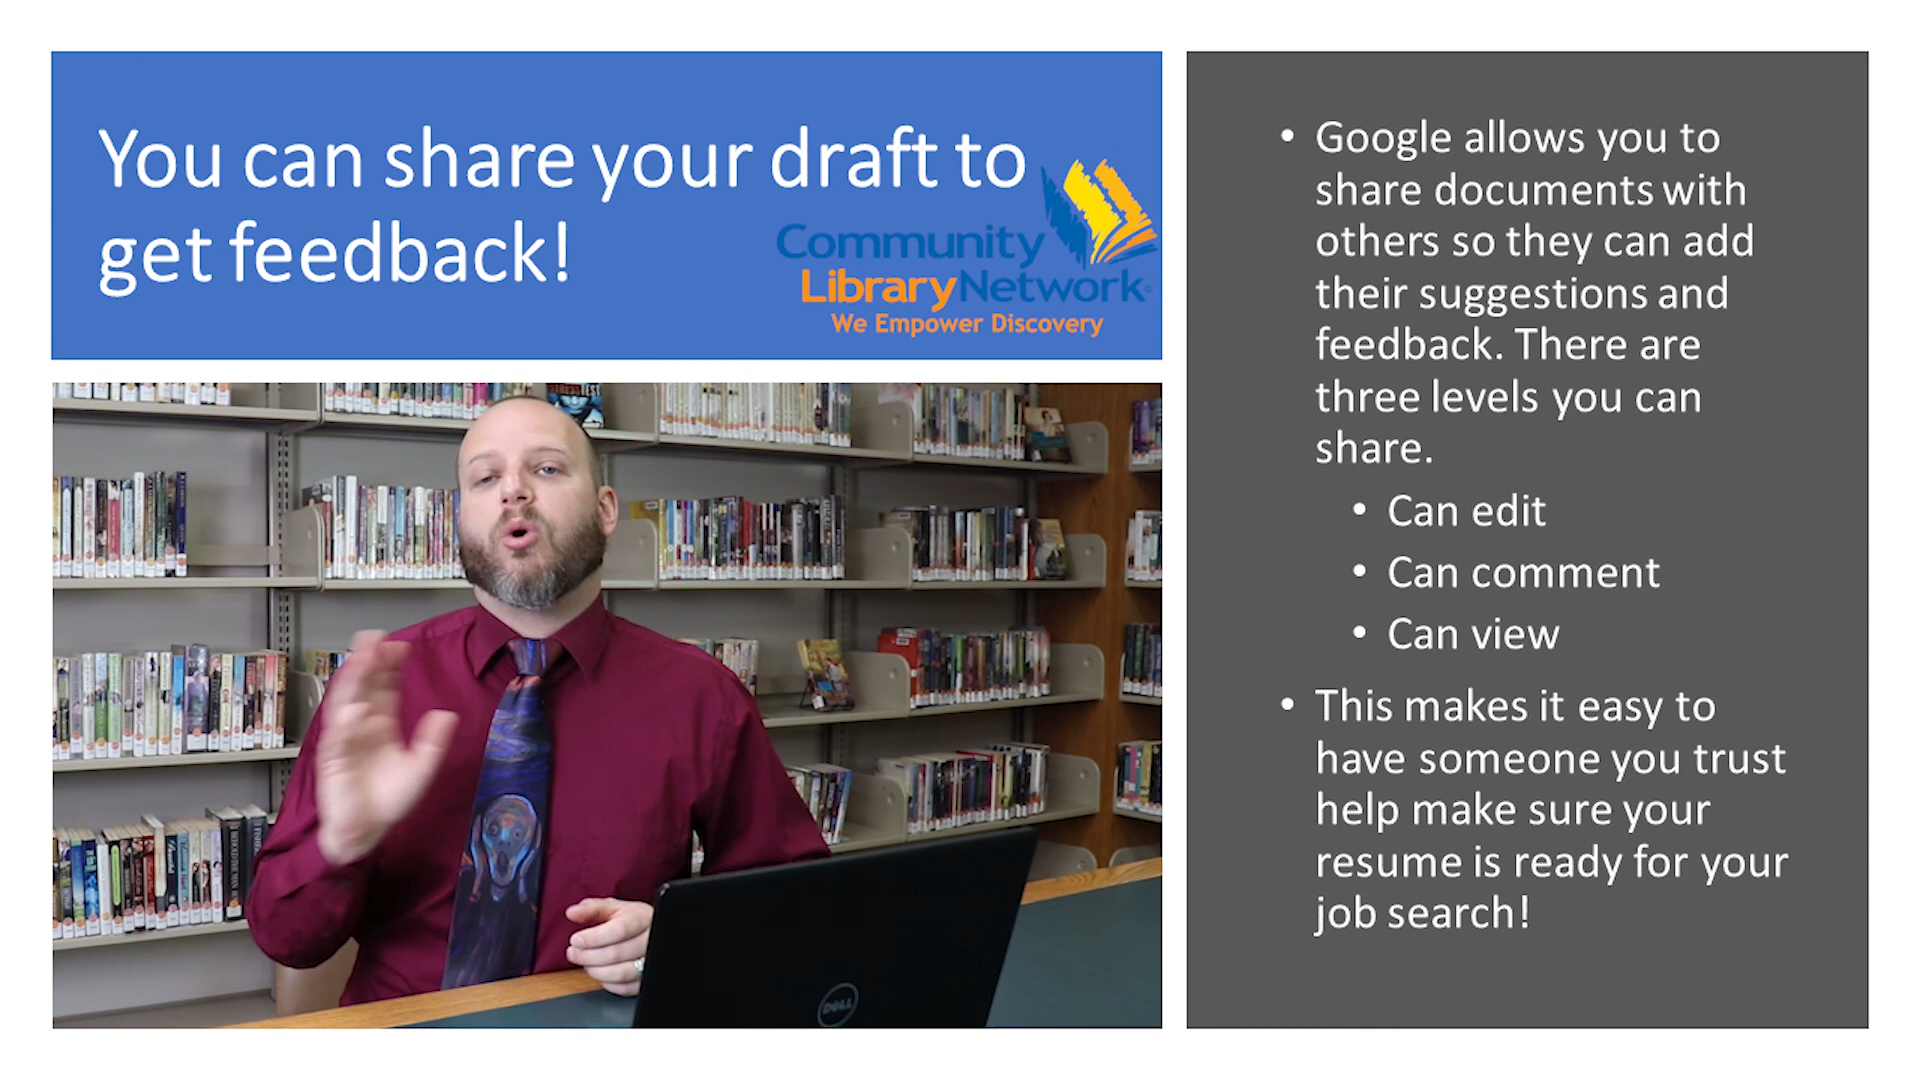 You can share your draft to
get feedback!
Community
LibraryNetwork
We Empower Discovery
• Google allows you to
share documents with
others so they can add
their suggestions and
feedback. There are
three levels you can
share.
• Can edit
• Can comment
• Can view
• This makes it easy to
have someone you trust
help make sure your
resume is ready for your
job search!
DELL